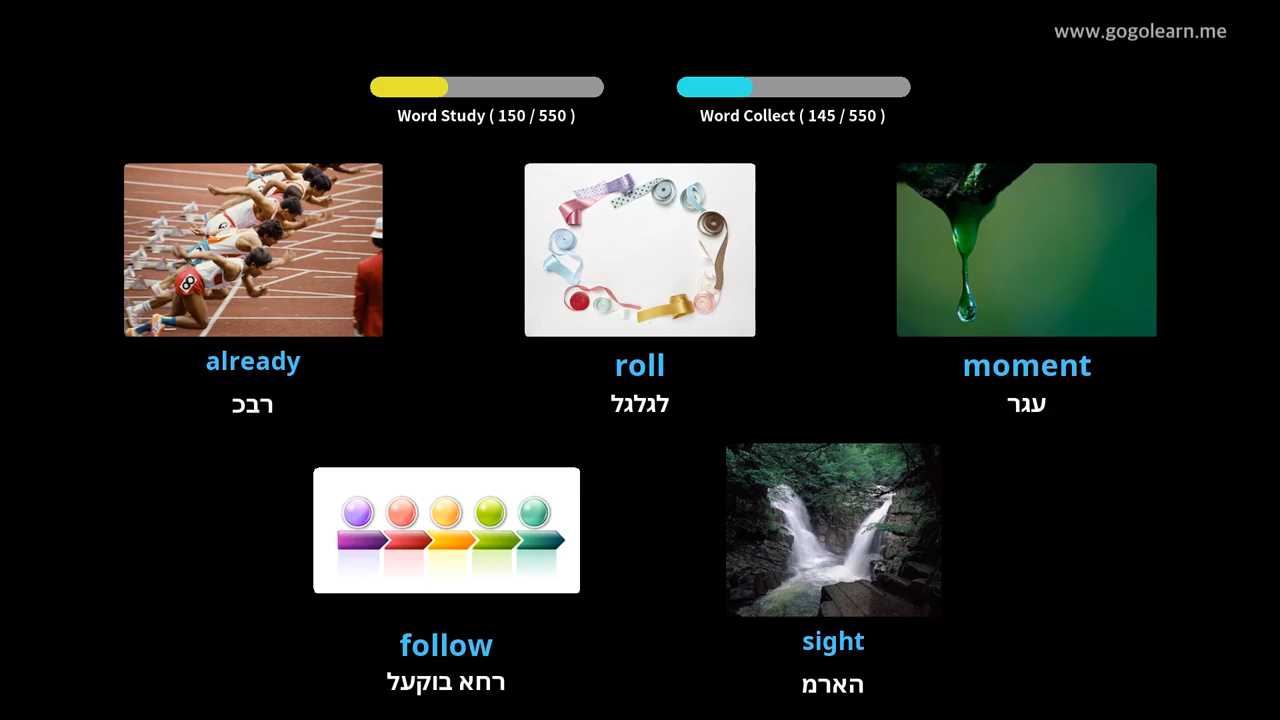 www.gogolearn.me
Word Study ( 150 / 550 )
Word Collect ( 145 / 550 )
already
רבכ
roll
לגלגל
moment
עגר
follow
רחא בוקעל
sight
הארמ